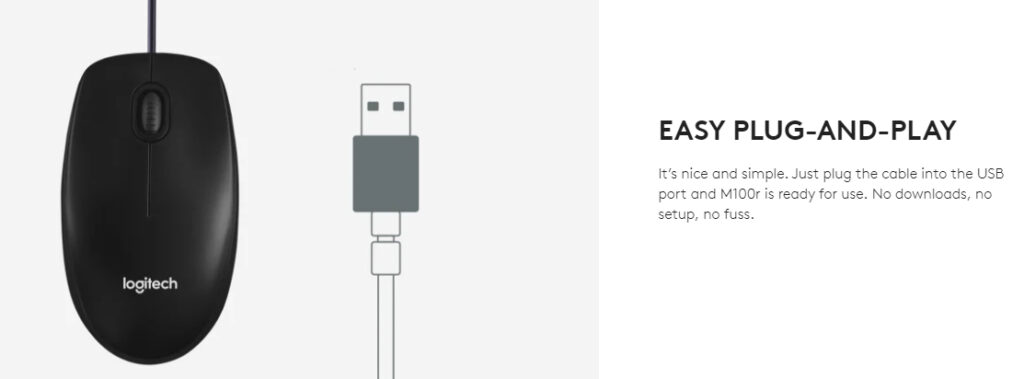 logitech
EASY PLUG-AND-PLAY
It's nice and simple. Just plug the cable into the USB
port and M100r is ready for use. No downloads, no
setup, no fuss.